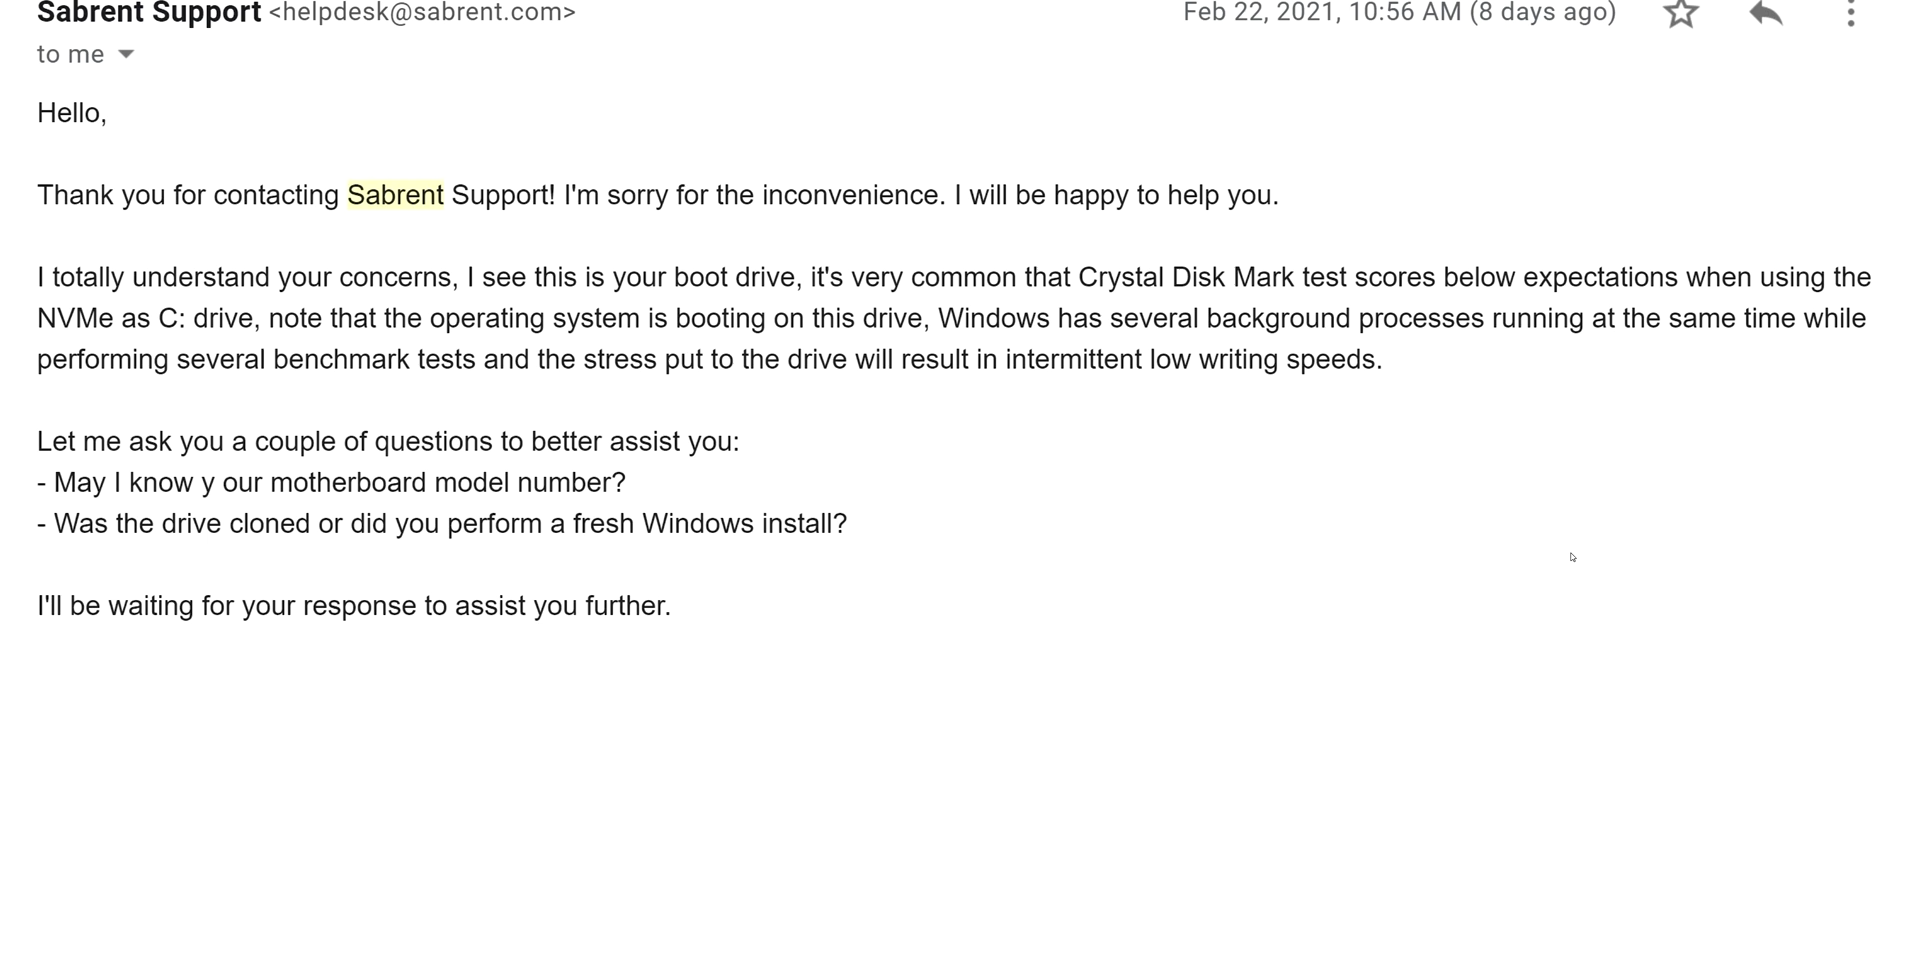 Sabrent Support <helpdesk@sabrent.com> Feb 22, 2021, 10:56 AM (8 days ago)
to me
Hello,
Thank you for contacting Sabrent Support! I'm sorry for the inconvenience. I will be happy to help you.
I totally understand your concerns, I see this is your boot drive, it's very common that Crystal Disk Mark test scores below expectations when using the
NVMe as C: drive, note that the operating system is booting on this drive, Windows has several background processes running at the same time while
performing several benchmark tests and the stress put to the drive will result in intermittent low writing speeds.
Let me ask you a couple of questions to better assist you:
- May I know y our motherboard model number?
- Was the drive cloned or did you perform a fresh Windows install?
I'll be waiting for your response to assist you further.